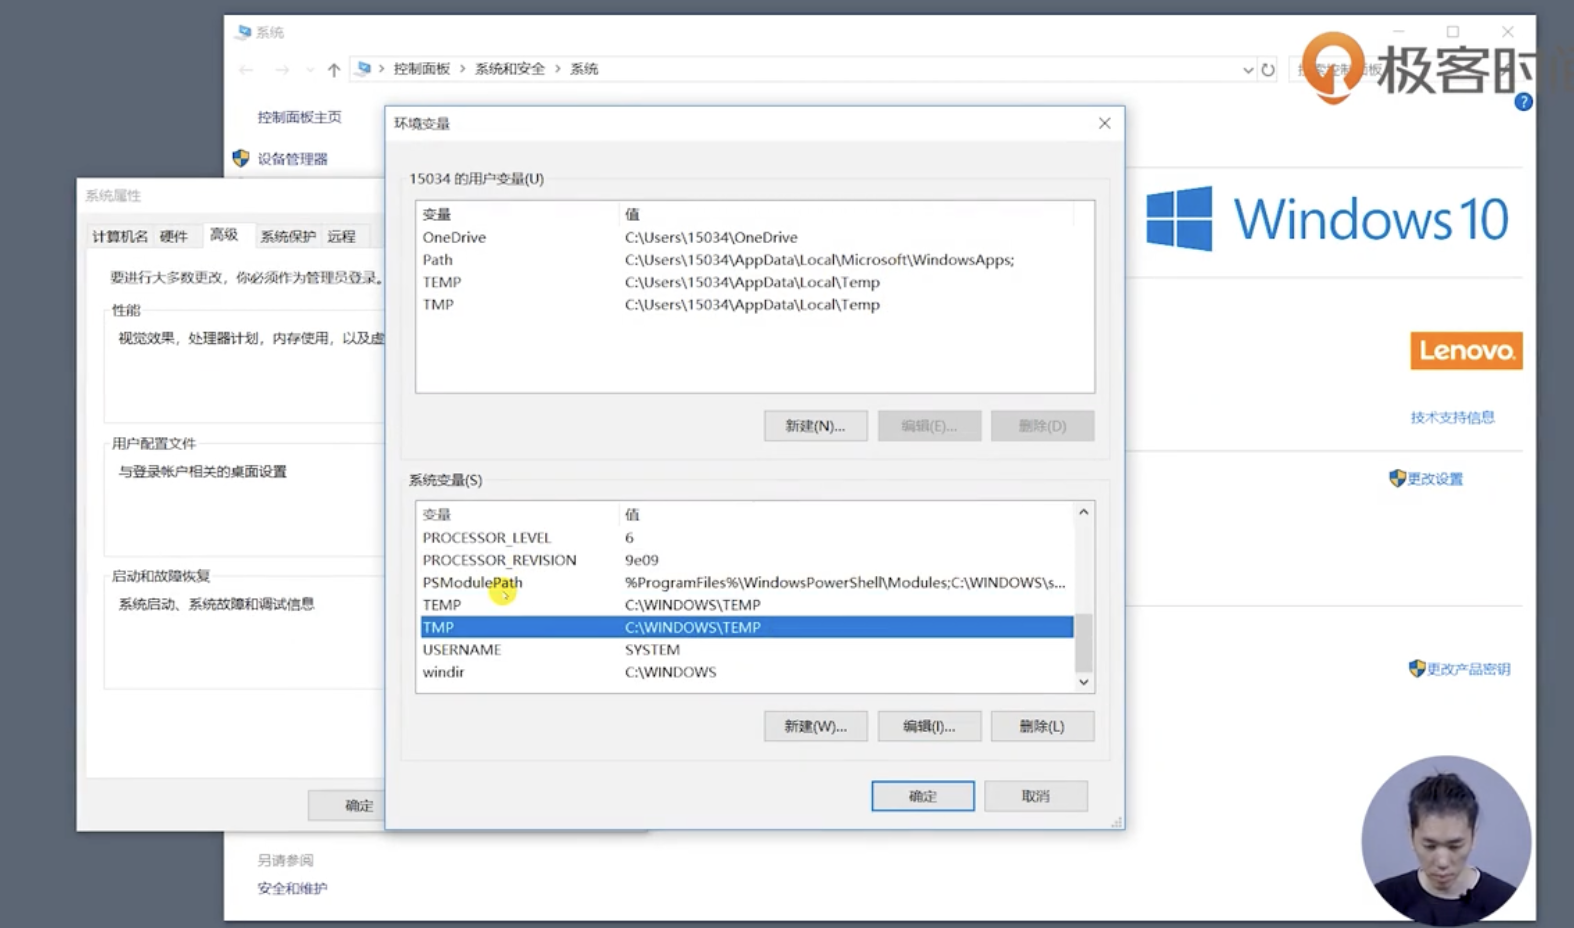 系统
控制面板 > 系统和安全 > 系统
极客时
控制面板主页
设备管理器
Windows 10
Lenovo
技术支持信息
更改设置
更改产品密钥
另请参阅
安全和维护
系统属性
计算机名 硬件 高级 系统保护 远程
要进行大多数更改，你必须作为管理员登录。
性能
视觉效果，处理器计划，内存使用，以及虚
用户配置文件
与登录帐户相关的桌面设置
启动和故障恢复
系统启动、系统故障和调试信息
确定
环境变量
15034 的用户变量(U)
变量 值
OneDrive C:\Users\15034\OneDrive
Path C:\Users\15034\AppData\Local\Microsoft\WindowsApps;
TEMP C:\Users\15034\AppData\Local\Temp
TMP C:\Users\15034\AppData\Local\Temp
新建(N)... 编辑(E)... 删除(D)
系统变量(S)
变量 值
PROCESSOR_LEVEL 6
PROCESSOR_REVISION 9e09
PSModulePath %ProgramFiles%\WindowsPowerShell\Modules;C:\WINDOWS\s...
TEMP C:\WINDOWS\TEMP
TMP C:\WINDOWS\TEMP
USERNAME SYSTEM
windir C:\WINDOWS
新建(W)... 编辑(I)... 删除(L)
确定 取消